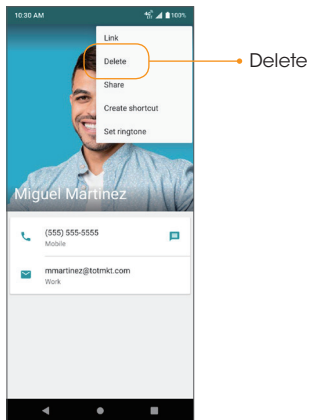 10:30 AM 100%
Link
Delete
Delete
Share
Create shortcut
Set ringtone
Miguel Martinez
(555) 555-5555
Mobile
mmartinez@totmkt.com
Work